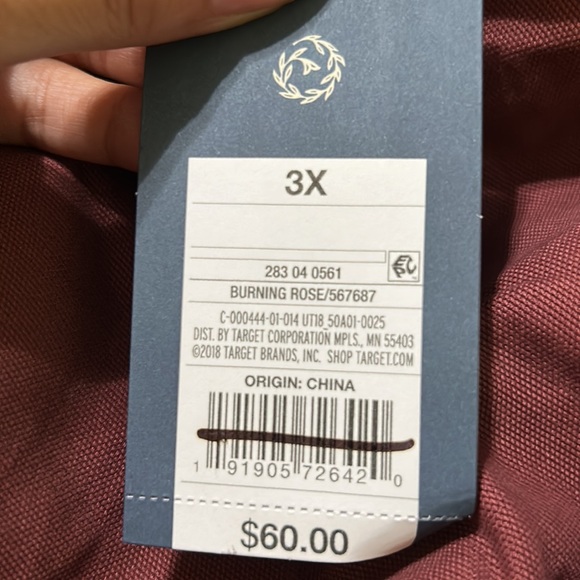 3X
283 04 0561
BURNING ROSE/567687
C-000444-01-014 UT18_50A01-0025
DIST. BY TARGET CORPORATION MPLS., MN 55403
©2018 TARGET BRANDS, INC. SHOP TARGET.COM
ORIGIN: CHINA
1 91905 72642 0
$60.00